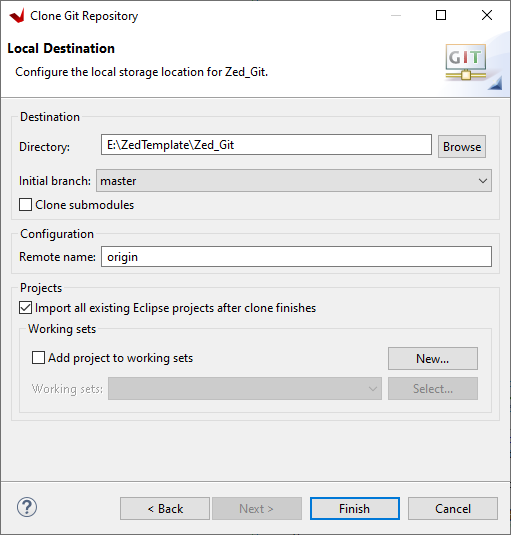 Clone Git Repository
Local Destination
Configure the local storage location for Zed_Git.
GIT
Destination
Directory: E:\ZedTemplate\Zed_Git Browse
Initial branch: master
Clone submodules
Configuration
Remote name: origin
Projects
Import all existing Eclipse projects after clone finishes
Working sets
Add project to working sets New...
Working sets: Select...
? < Back Next > Finish Cancel